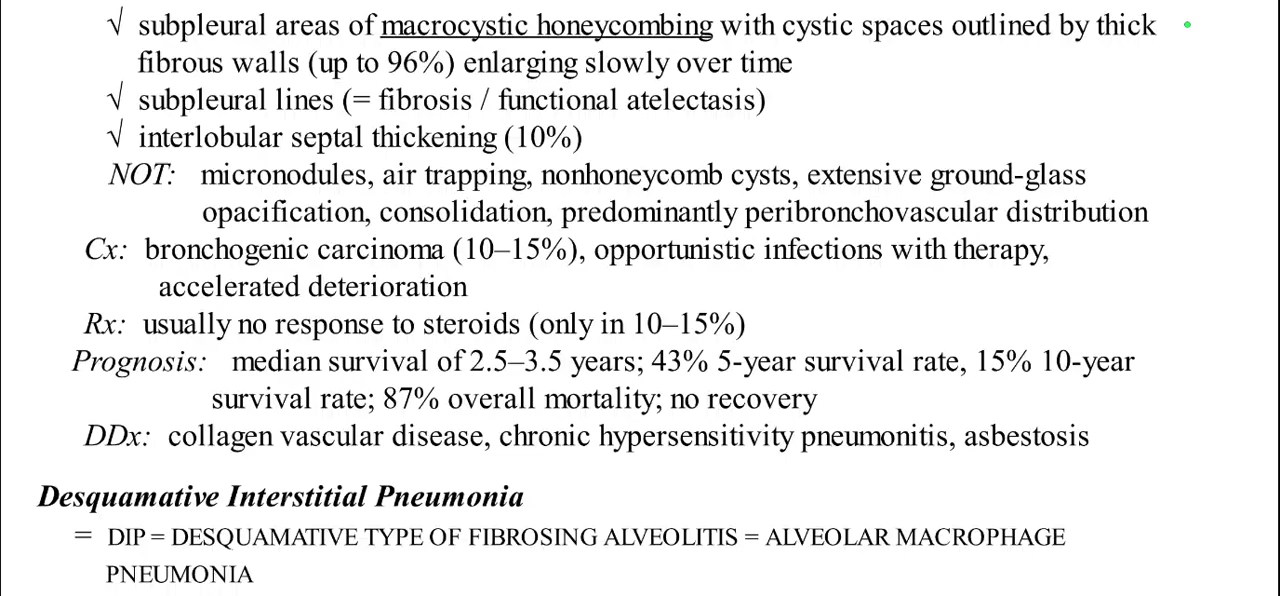 √ subpleural areas of macrocystic honeycombing with cystic spaces outlined by thick
fibrous walls (up to 96%) enlarging slowly over time
√ subpleural lines (= fibrosis / functional atelectasis)
√ interlobular septal thickening (10%)
NOT: micronodules, air trapping, nonhoneycomb cysts, extensive ground-glass
opacification, consolidation, predominantly peribronchovascular distribution
Cx: bronchogenic carcinoma (10–15%), opportunistic infections with therapy,
accelerated deterioration
Rx: usually no response to steroids (only in 10–15%)
Prognosis: median survival of 2.5–3.5 years; 43% 5-year survival rate, 15% 10-year
survival rate; 87% overall mortality; no recovery
DDx: collagen vascular disease, chronic hypersensitivity pneumonitis, asbestosis
Desquamative Interstitial Pneumonia
= DIP = DESQUAMATIVE TYPE OF FIBROSING ALVEOLITIS = ALVEOLAR MACROPHAGE
PNEUMONIA